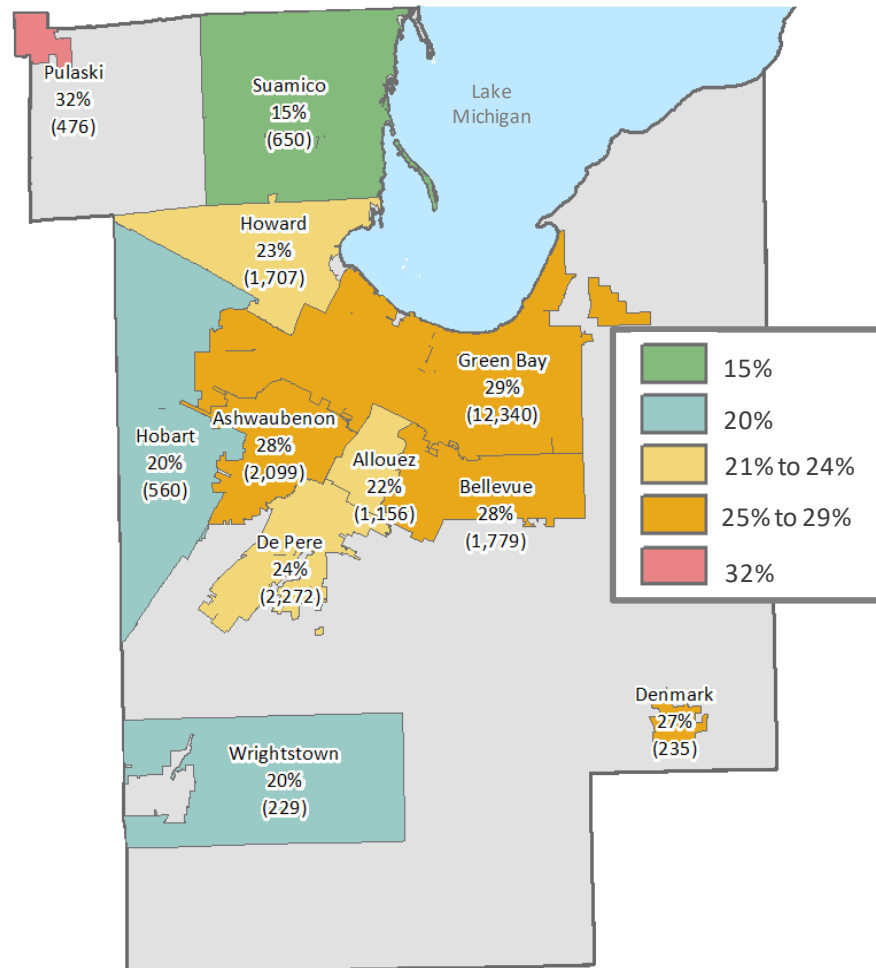 Pulaski
32%
(476)
Suamico
15%
(650)
Lake
Michigan
Howard
23%
(1,707)
Green Bay
29%
(12,340)
Ashwaubenon
28%
(2,099)
Hobart
20%
(560)
Allouez
22%
(1,156)
Bellevue
28%
(1,779)
De Pere
24%
(2,272)
Denmark
27%
(235)
Wrightstown
20%
(229)
15%
20%
21% to 24%
25% to 29%
32%